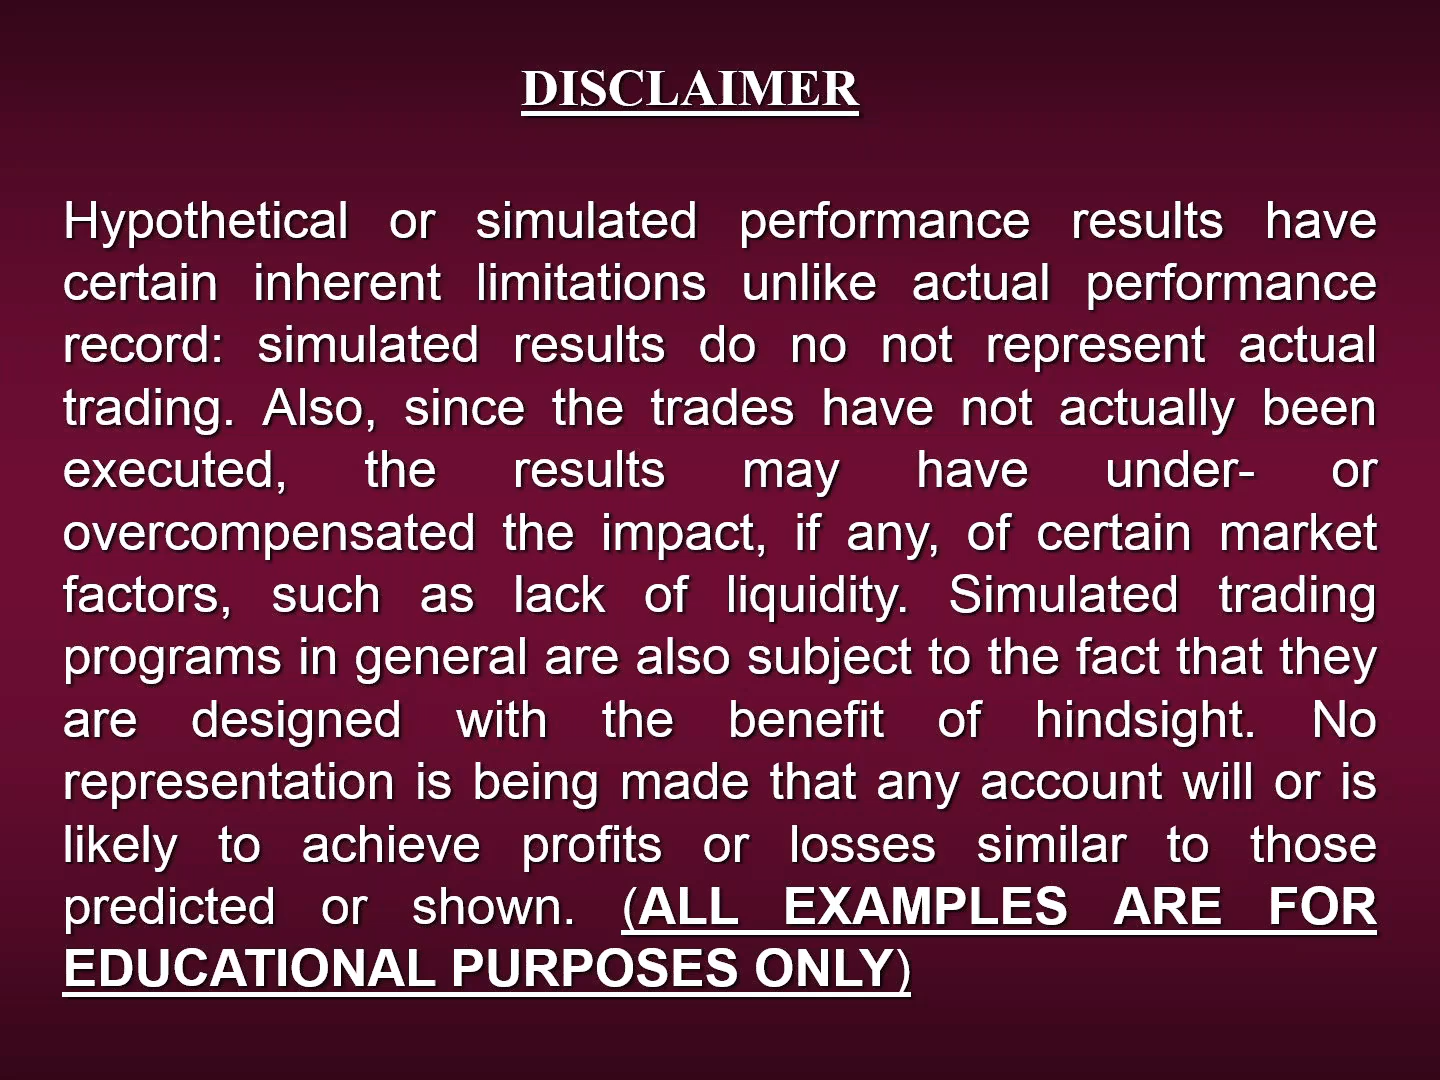 DISCLAIMER
Hypothetical or simulated performance results have
certain inherent limitations unlike actual performance
record: simulated results do no not represent actual
trading. Also, since the trades have not actually been
executed, the results may have under- or
overcompensated the impact, if any, of certain market
factors, such as lack of liquidity. Simulated trading
programs in general are also subject to the fact that they
are designed with the benefit of hindsight. No
representation is being made that any account will or is
likely to achieve profits or losses similar to those
predicted or shown. (ALL EXAMPLES ARE FOR
EDUCATIONAL PURPOSES ONLY)